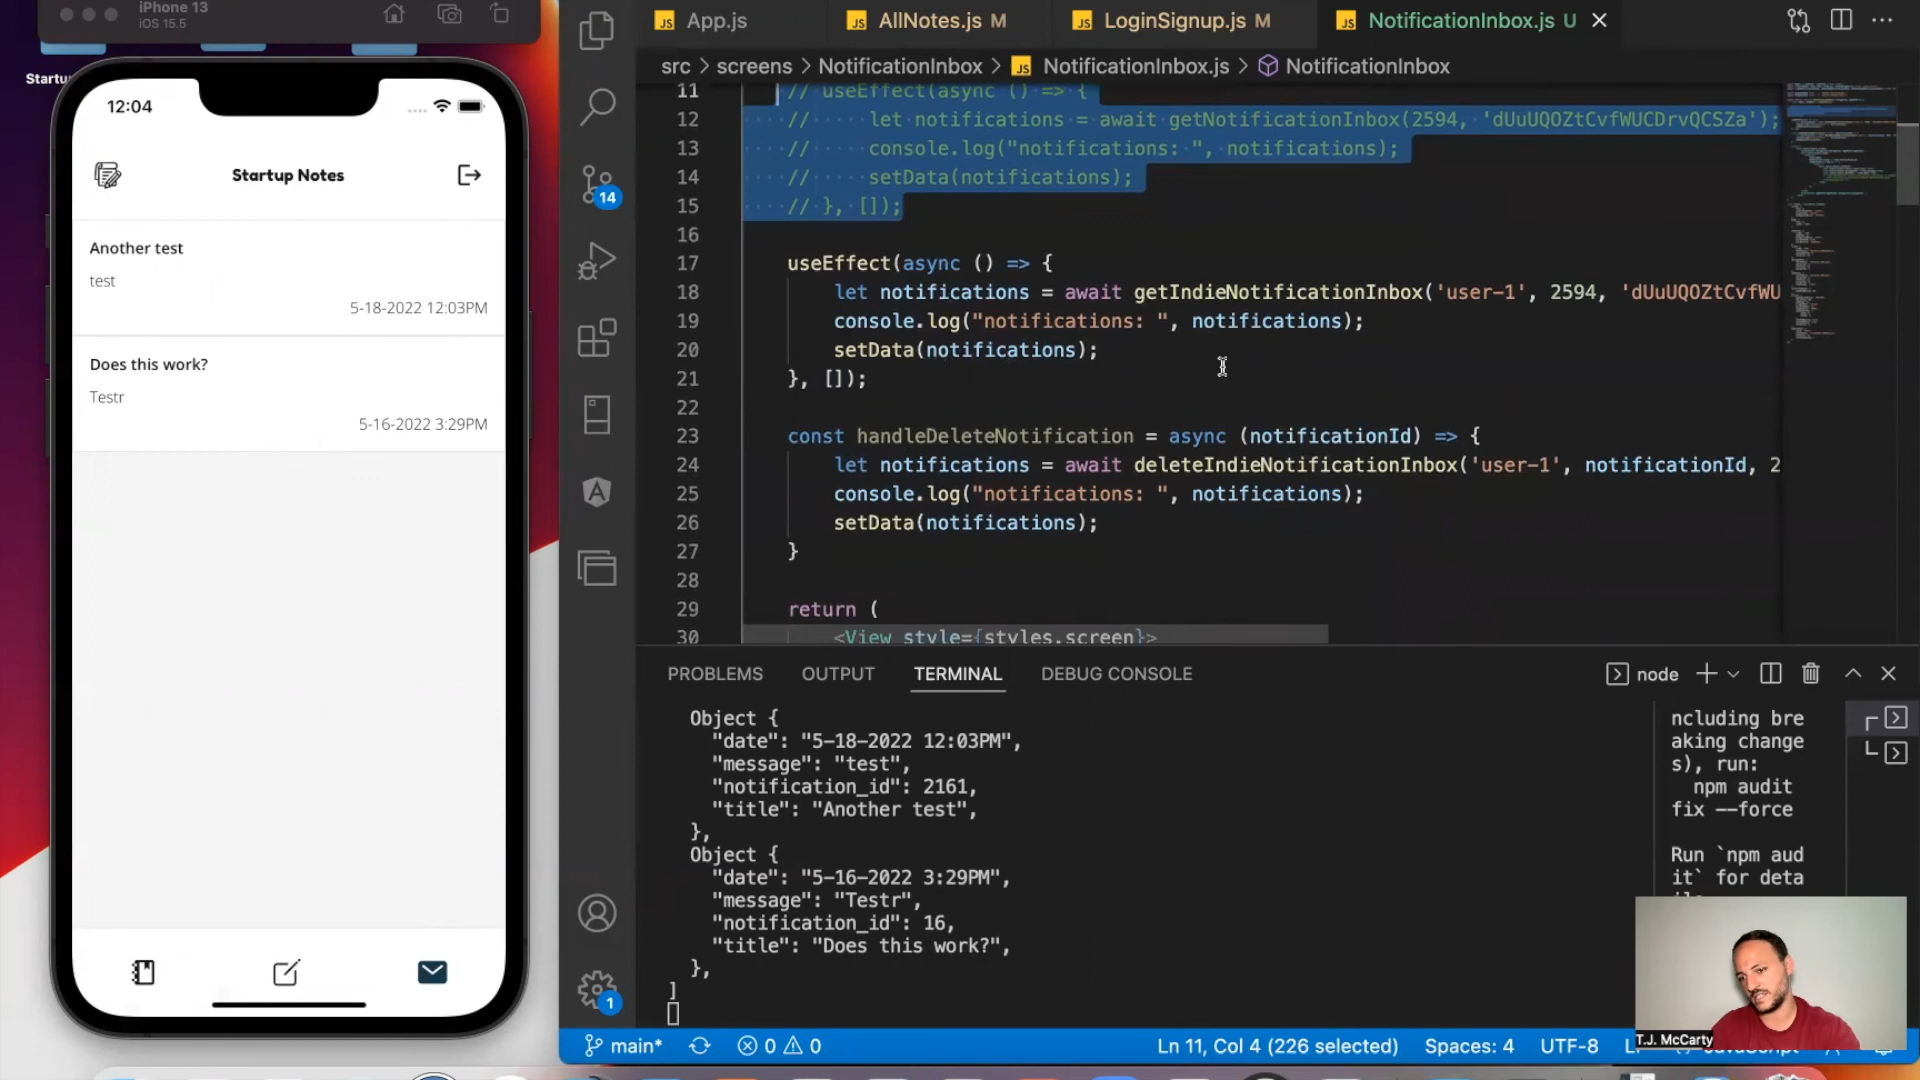 iPhone 13
iOS 15.5
Startu
12:04
Startup Notes
Another test
test
5-18-2022 12:03PM
Does this work?
Testr
5-16-2022 3:29PM
14
1
JS App.js
JS AllNotes.js M
JS LoginSignup.js M
JS NotificationInbox.js U
src > screens > NotificationInbox > JS NotificationInbox.js > NotificationInbox
11 // useEffect(async () => {
12 // let notifications = await getNotificationInbox(2594, 'dUuUQOZtCvfWUCDrvQCSZa');
13 // console.log("notifications: ", notifications);
14 // setData(notifications);
15 // }, []);
16
17 useEffect(async () => {
18 let notifications = await getIndieNotificationInbox('user-1', 2594, 'dUuUQOZtCvfWU
19 console.log("notifications: ", notifications);
20 setData(notifications);
21 }, []);
22
23 const handleDeleteNotification = async (notificationId) => {
24 let notifications = await deleteIndieNotificationInbox('user-1', notificationId, 2
25 console.log("notifications: ", notifications);
26 setData(notifications);
27 }
28
29 return (
30 <View style={styles.screen}>
PROBLEMS OUTPUT TERMINAL DEBUG CONSOLE
node
Object {
"date": "5-18-2022 12:03PM",
"message": "test",
"notification_id": 2161,
"title": "Another test",
},
Object {
"date": "5-16-2022 3:29PM",
"message": "Testr",
"notification_id": 16,
"title": "Does this work?",
},
]
ncluding bre
aking change
s), run:
npm audit
fix --force
Run `npm aud
it` for deta
T.J. McCarty
main* 0 0
Ln 11, Col 4 (226 selected) Spaces: 4 UTF-8